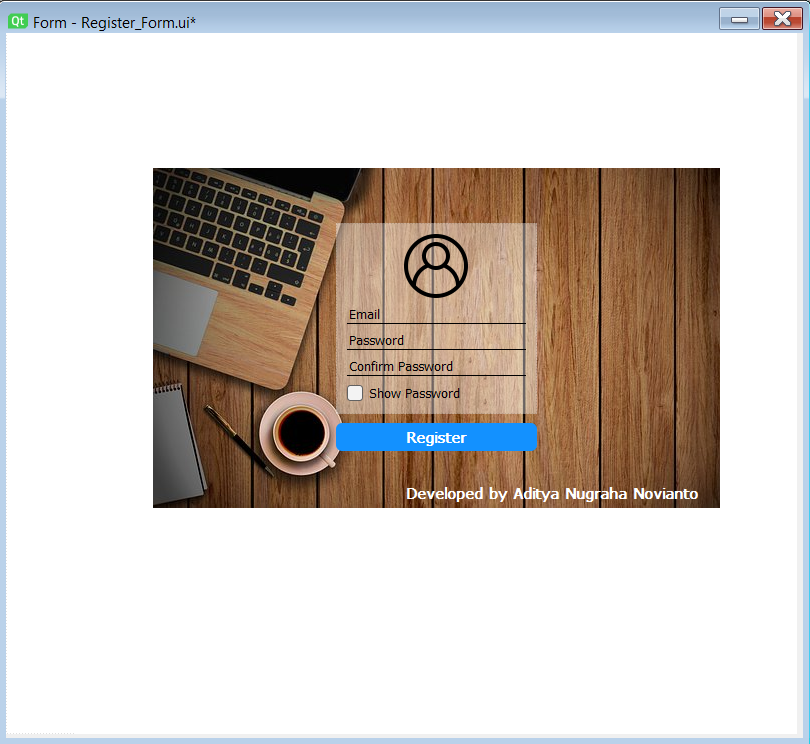 Qt Form - Register_Form.ui*
Email
Password
Confirm Password
Show Password
Register
Developed by Aditya Nugraha Novianto